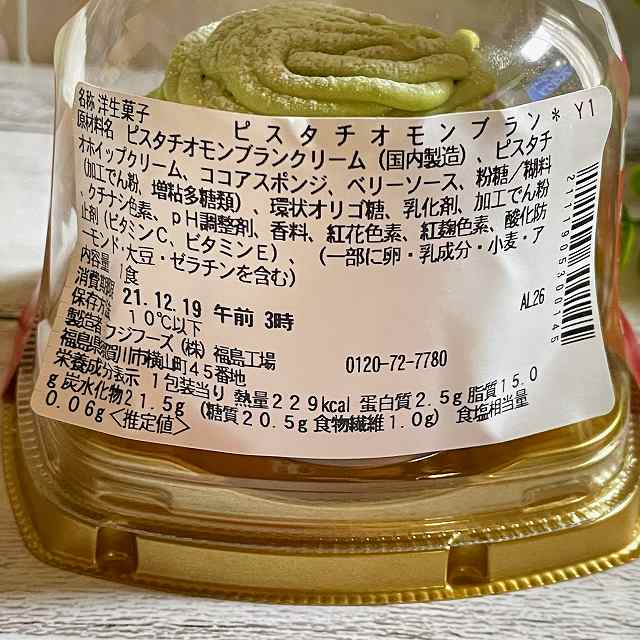 名称 洋生菓子
ピスタチオモンブラン* Y1
原材料名 ピスタチオモンブランクリーム(国内製造)、ピスタチ
オホイップクリーム、ココアスポンジ、ベリーソース、粉糖/糊料
(加工でん粉、増粘多糖類)、環状オリゴ糖、乳化剤、加工でん粉
、クチナシ色素、pH調整剤、香料、紅花色素、紅麹色素、酸化防
止剤(ビタミンC、ビタミンE)、(一部に卵・乳成分・小麦・ア
ーモンド・大豆・ゼラチンを含む)
内容量 1食
消費期限 21.12.19 午前 3時
保存方法 10℃以下
製造者 フジフーズ(株) 福島工場
福島県須賀川市横山町45番地
0120-72-7780
AL26
2111905300145
栄養成分表示 1包装当り 熱量229kcal 蛋白質2.5g 脂質15.0
g 炭水化物21.5g (糖質20.5g 食物繊維1.0g) 食塩相当量
0.06g<推定値>